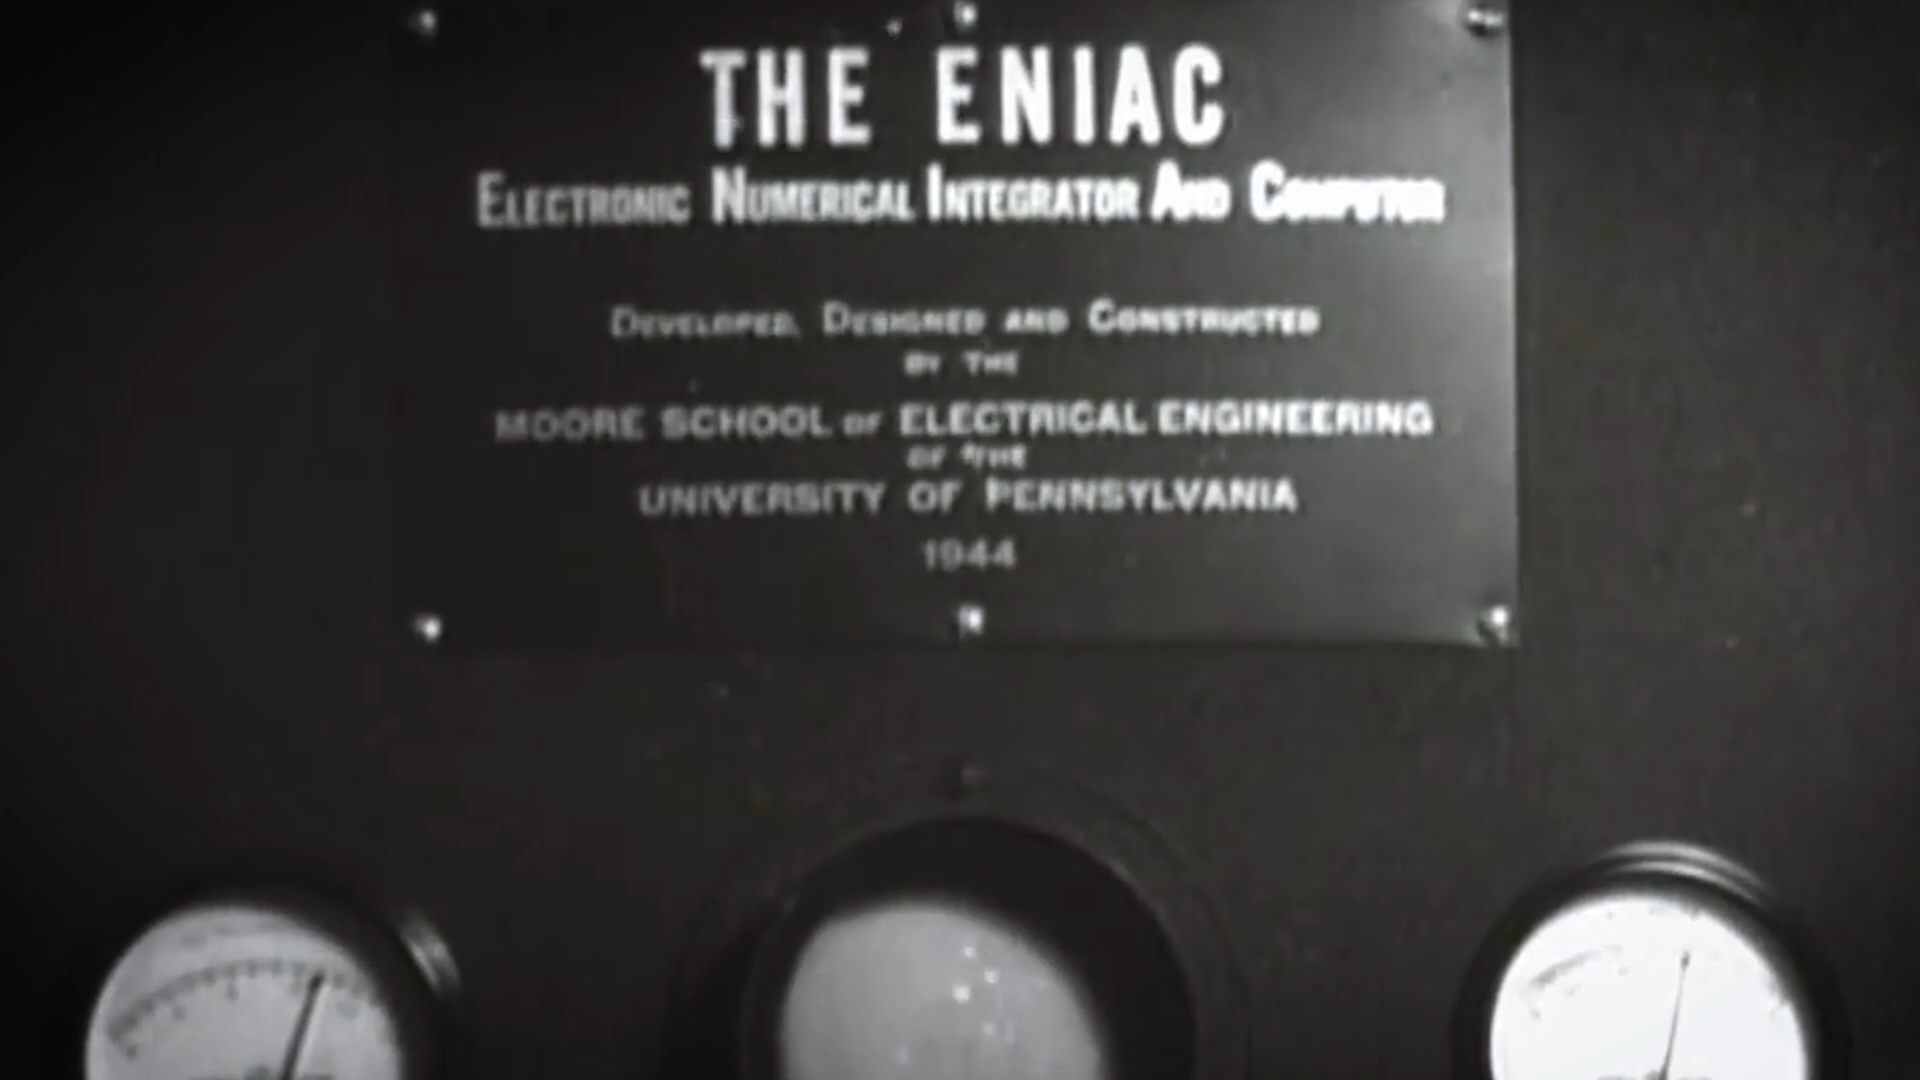 THE ENIAC
ELECTRONIC NUMERICAL INTEGRATOR AND COMPUTOR
DEVELOPED, DESIGNED AND CONSTRUCTED
BY THE
MOORE SCHOOL OF ELECTRICAL ENGINEERING
OF THE
UNIVERSITY OF PENNSYLVANIA
1944